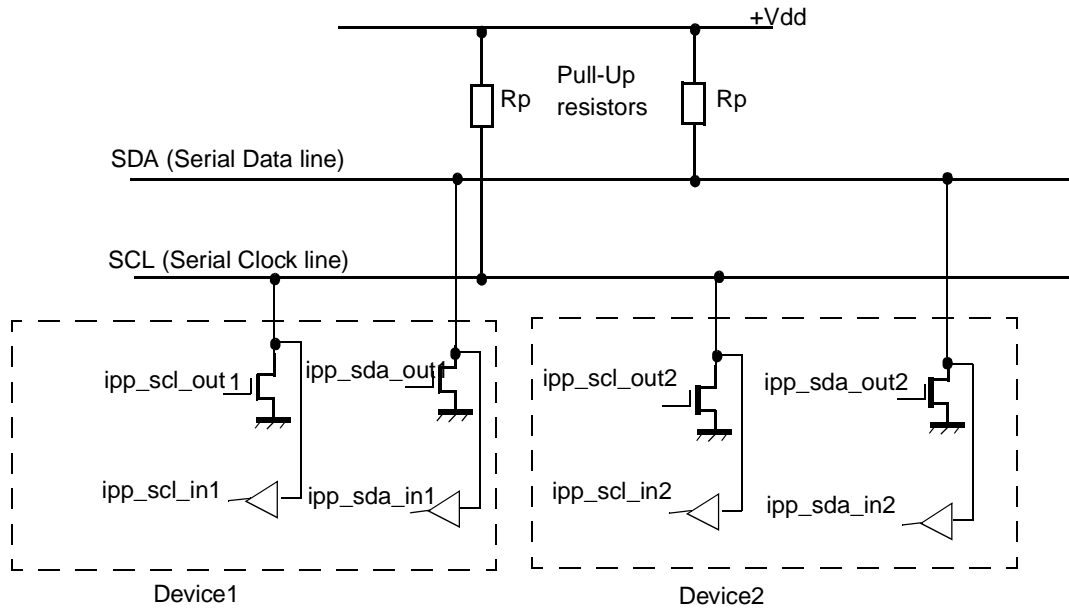 +Vdd
Pull-Up
resistors
Rp
Rp
SDA (Serial Data line)
SCL (Serial Clock line)
ipp_scl_out1
ipp_sda_out1
ipp_scl_out2
ipp_sda_out2
ipp_scl_in1
ipp_sda_in1
ipp_scl_in2
ipp_sda_in2
Device1
Device2